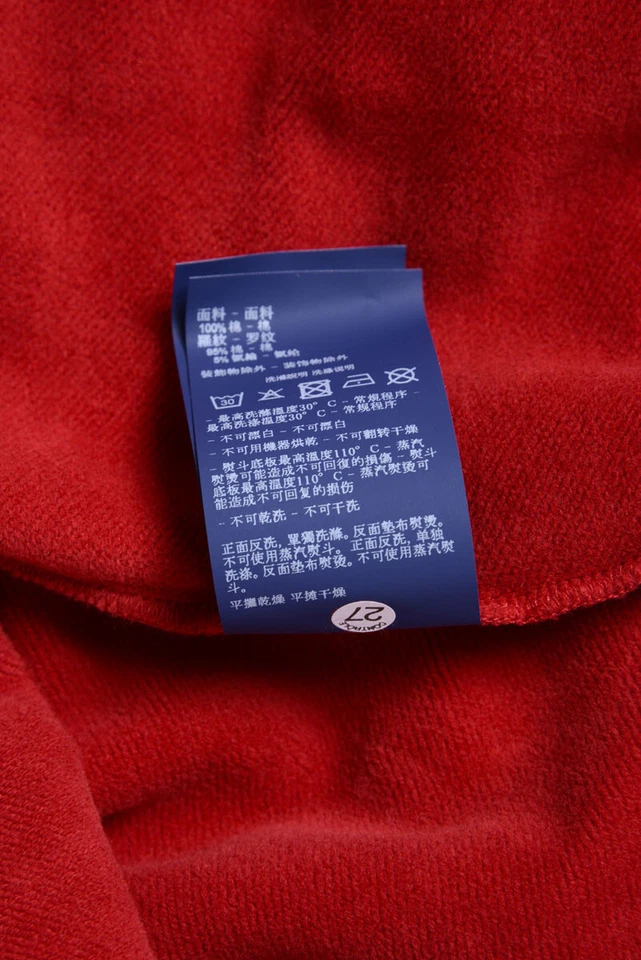 面料 - 面料
100% 棉 - 棉
羅紋 - 罗纹
95% 棉 - 棉
5% 氨綸 - 氨纶
裝飾物除外 - 装饰物除外
洗滌說明 洗涤说明
30
- 最高洗滌溫度30° C - 常規程序 -
最高洗涤温度30° C - 常规程序
- 不可漂白 - 不可漂白
- 不可用機器烘乾 - 不可翻转干燥
- 熨斗底板最高溫度110° C - 蒸汽
熨燙可能造成不可回復的損傷 - 熨斗
底板最高温度110° C - 蒸汽熨烫可
能造成不可回复的损伤
- 不可乾洗 - 不可干洗
正面反洗, 單獨洗滌。反面墊布熨燙。
不可使用蒸汽熨斗。 正面反洗, 单独
洗涤。反面垫布熨烫。不可使用蒸汽熨
斗。
平攤乾燥 平摊干燥
27
CONTROLE